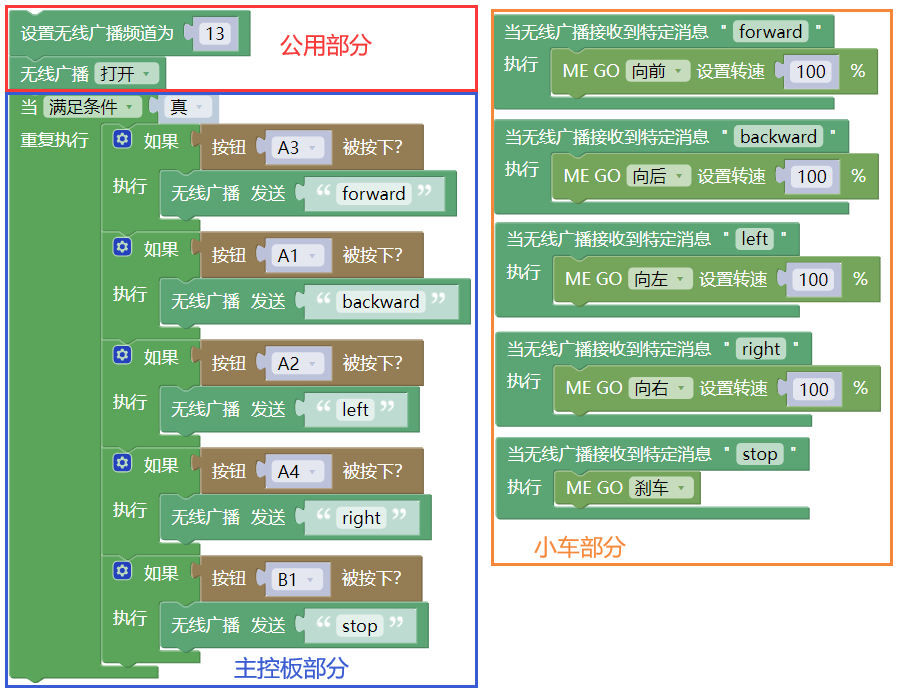 设置无线广播频道为 13
无线广播 打开
公用部分
当 满足条件 真
重复执行
如果 按钮 A3 被按下?
执行 无线广播 发送 “ forward ”
如果 按钮 A1 被按下?
执行 无线广播 发送 “ backward ”
如果 按钮 A2 被按下?
执行 无线广播 发送 “ left ”
如果 按钮 A4 被按下?
执行 无线广播 发送 “ right ”
如果 按钮 B1 被按下?
执行 无线广播 发送 “ stop ”
主控板部分
当无线广播接收到特定消息 " forward "
执行 ME GO 向前 设置转速 100 %
当无线广播接收到特定消息 " backward "
执行 ME GO 向后 设置转速 100 %
当无线广播接收到特定消息 " left "
执行 ME GO 向左 设置转速 100 %
当无线广播接收到特定消息 " right "
执行 ME GO 向右 设置转速 100 %
当无线广播接收到特定消息 " stop "
执行 ME GO 刹车
小车部分